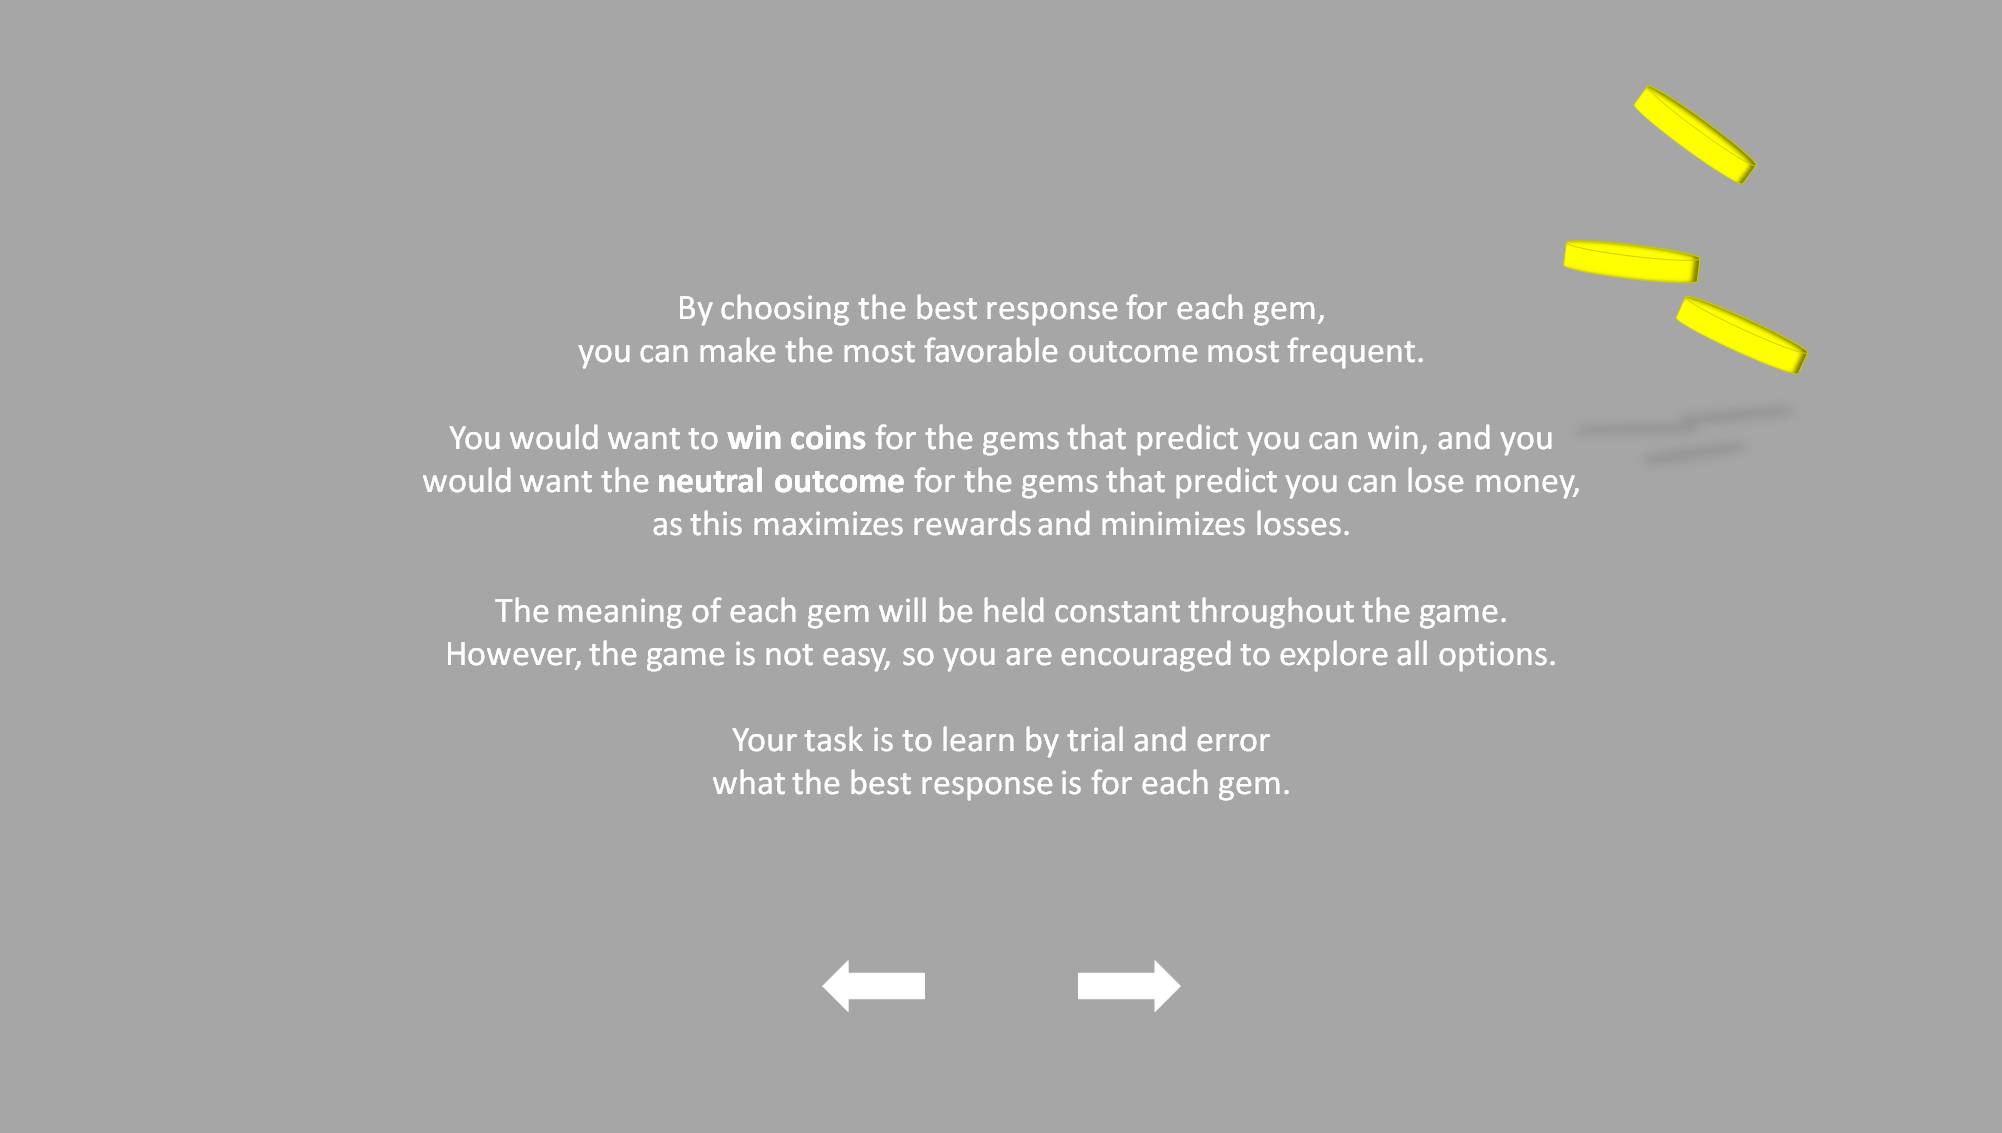 By choosing the best response for each gem,
you can make the most favorable outcome most frequent.
You would want to win coins for the gems that predict you can win, and you
would want the neutral outcome for the gems that predict you can lose money,
as this maximizes rewards and minimizes losses.
The meaning of each gem will be held constant throughout the game.
However, the game is not easy, so you are encouraged to explore all options.
Your task is to learn by trial and error
what the best response is for each gem.